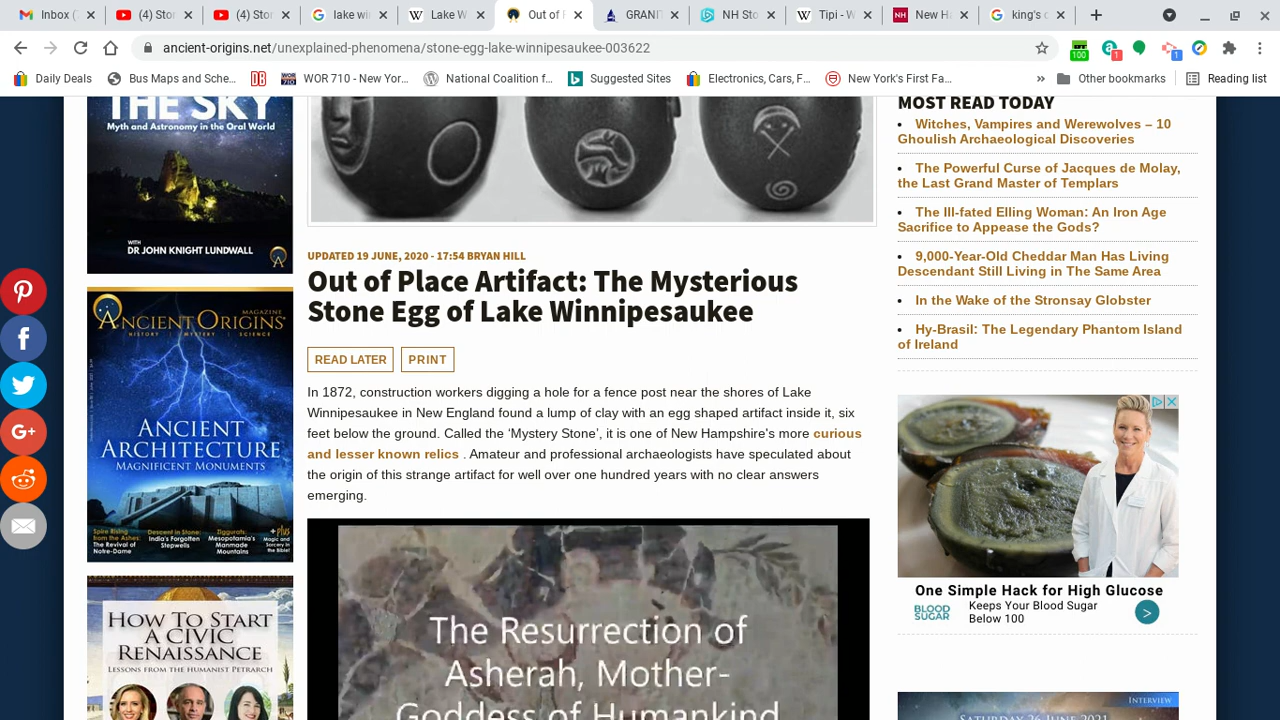 Inbox (
(4) Stor
(4) Stor
lake wi
Lake W
Out of
GRANI
NH Sto
Tipi - W
New H
king's c
ancient-origins.net/unexplained-phenomena/stone-egg-lake-winnipesaukee-003622
100
1
1
Daily Deals
Bus Maps and Sche...
WOR 710 - New Yor...
National Coalition f...
Suggested Sites
Electronics, Cars, F...
New York's First Fa...
»
Other bookmarks
Reading list
THE SKY
Myth and Astronomy in the Oral World
WITH
DR JOHN KNIGHT LUNDWALL
ANCIENT ORIGINS
MAGAZINE
HISTORY | MYSTERY | SCIENCE
ANCIENT
ARCHITECTURE
MAGNIFICENT MONUMENTS
Spire Rising
from the Ashes:
The Revival of
Notre-Dame
Descent in Stone:
India's Forgotten
Stepwells
Ziggurats:
Mesopotamia's
Manmade
Mountains
+ plus
Magic and
Sorcery in
the Bible!
HOW TO START
A CIVIC
RENAISSANCE
LESSONS FROM THE HUMANIST PETRARCH
UPDATED 19 JUNE, 2020 - 17:54 BRYAN HILL
Out of Place Artifact: The Mysterious
Stone Egg of Lake Winnipesaukee
READ LATER
PRINT
In 1872, construction workers digging a hole for a fence post near the shores of Lake
Winnipesaukee in New England found a lump of clay with an egg shaped artifact inside it, six
feet below the ground. Called the ‘Mystery Stone’, it is one of New Hampshire's more curious
and lesser known relics . Amateur and professional archaeologists have speculated about
the origin of this strange artifact for well over one hundred years with no clear answers
emerging.
The Resurrection of
Asherah, Mother-
Goddess of Humankind
MOST READ TODAY
Witches, Vampires and Werewolves – 10
Ghoulish Archaeological Discoveries
The Powerful Curse of Jacques de Molay,
the Last Grand Master of Templars
The Ill-fated Elling Woman: An Iron Age
Sacrifice to Appease the Gods?
9,000-Year-Old Cheddar Man Has Living
Descendant Still Living in The Same Area
In the Wake of the Stronsay Globster
Hy-Brasil: The Legendary Phantom Island
of Ireland
One Simple Hack for High Glucose
BLOOD
SUGAR
Keeps Your Blood Sugar
Below 100
INTERVIEW
SATURDAY 26 JUNE 2021